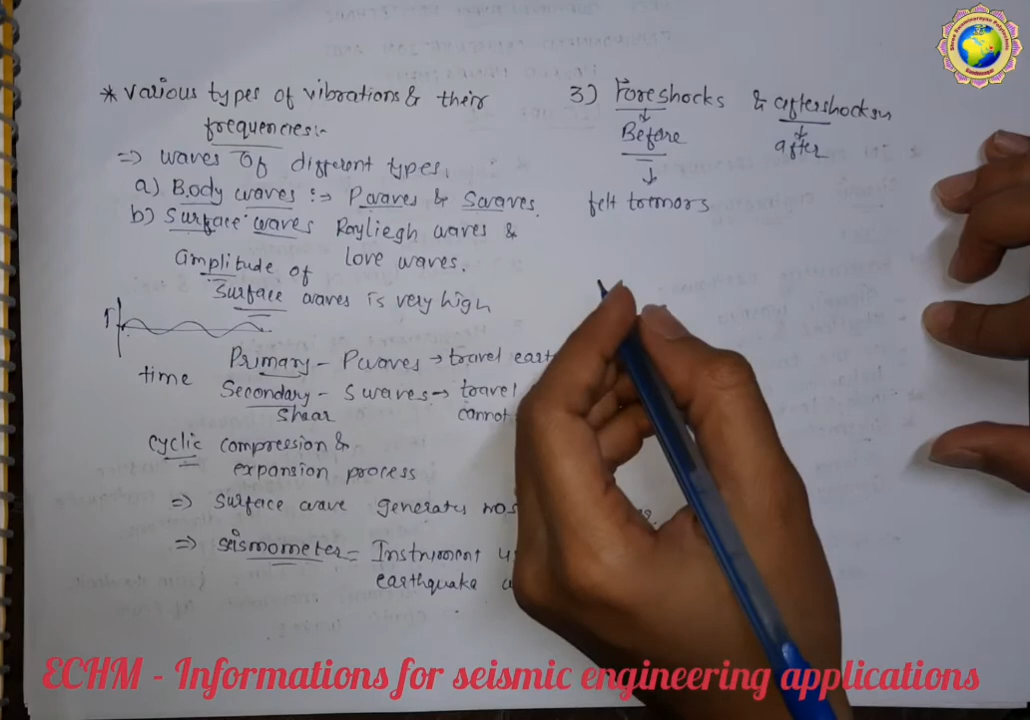 * Various types of vibrations & their
frequencies:-
=> waves of different types.
a) Body waves :→ P waves & S waves.
b) Surface waves Rayliegh waves &
love waves.
Amplitude of
Surface waves is very high
time
Primary - P waves → travel
Secondary - S waves → travel
Shear cannot
cyclic compression &
expansion process
=> Surface wave generates
=> Seismometer = Instrument
earthquake
3) Foreshocks & aftershocks
↓ ↓
Before after
↓
felt tremors
ECHM - Informations for seismic engineering applications